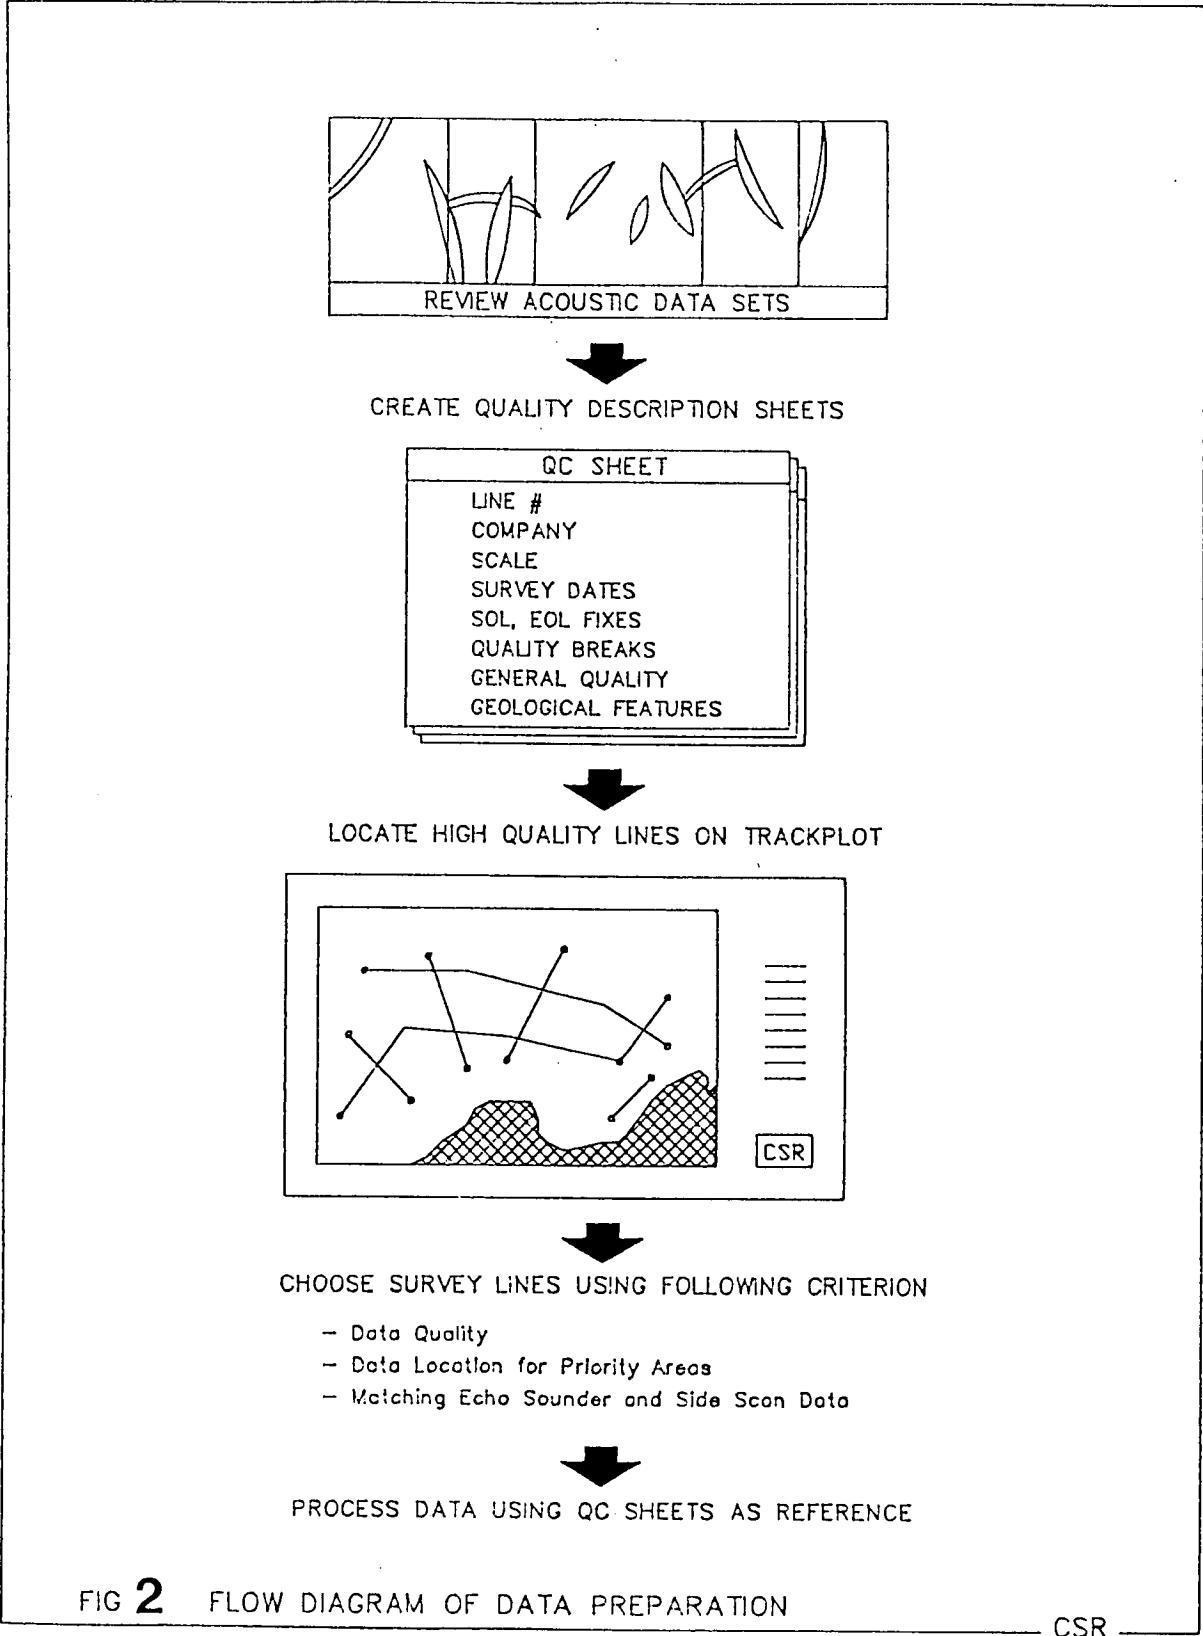 REVIEW ACOUSTIC DATA SETS
CREATE QUALITY DESCRIPTION SHEETS
QC SHEET
LINE #
COMPANY
SCALE
SURVEY DATES
SOL, EOL FIXES
QUALITY BREAKS
GENERAL QUALITY
GEOLOGICAL FEATURES
LOCATE HIGH QUALITY LINES ON TRACKPLOT
CSR
CHOOSE SURVEY LINES USING FOLLOWING CRITERION
– Data Quality
– Data Location for Priority Areas
– Matching Echo Sounder and Side Scan Data
PROCESS DATA USING QC SHEETS AS REFERENCE
FIG 2 FLOW DIAGRAM OF DATA PREPARATION
CSR